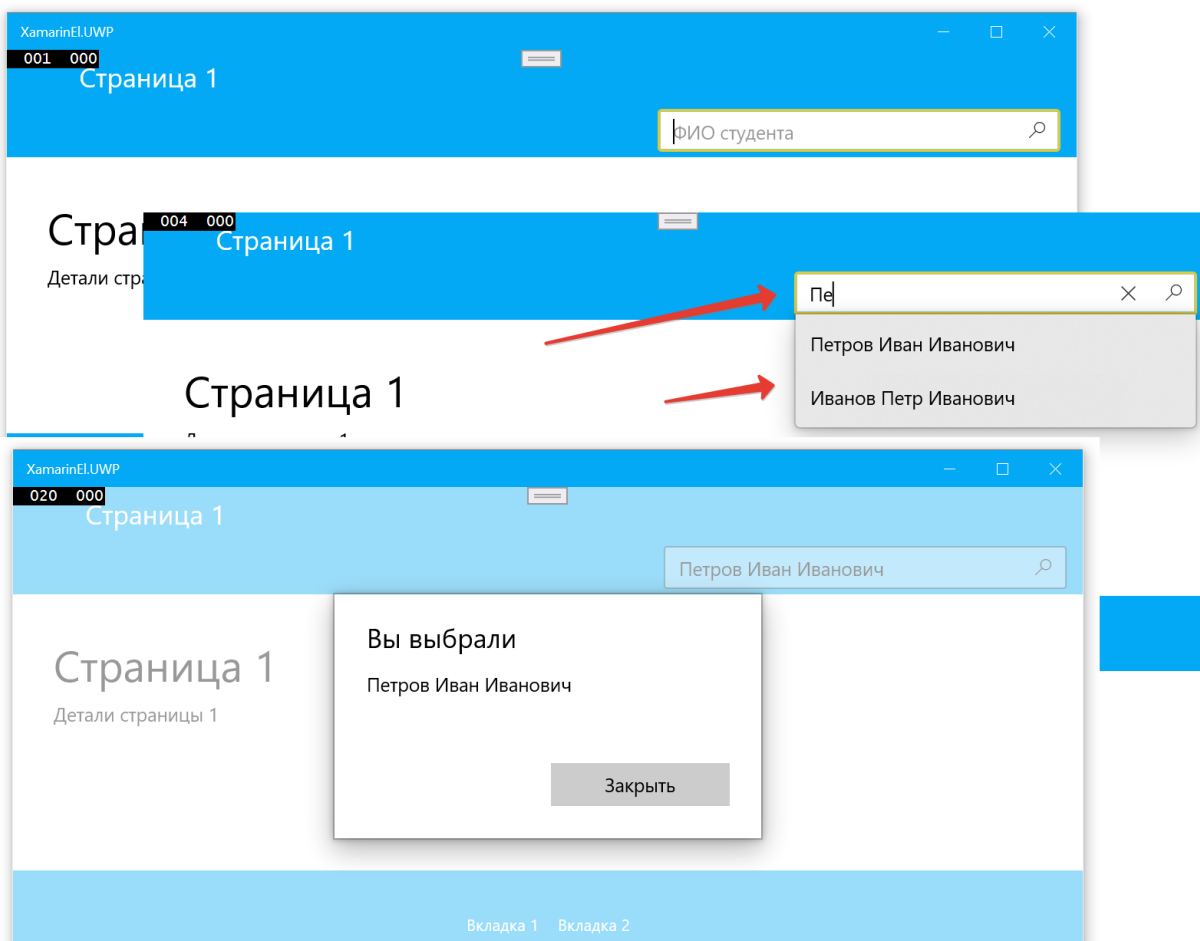 XamarinEl.UWP
001 000
Страница 1
ФИО студента
Стра
Детали стра
004 000
Страница 1
Пе
Петров Иван Иванович
Иванов Петр Иванович
Страница 1
XamarinEl.UWP
020 000
Страница 1
Петров Иван Иванович
Страница 1
Детали страницы 1
Вы выбрали
Петров Иван Иванович
Закрыть
Вкладка 1 Вкладка 2